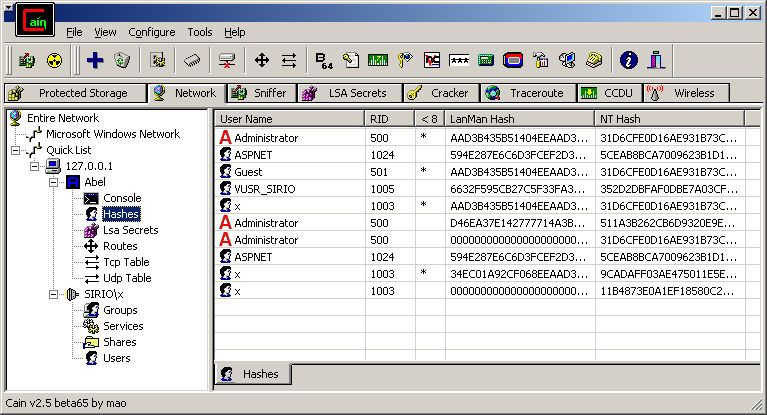 Cain
File View Configure Tools Help
B64
Protected Storage Network Sniffer LSA Secrets Cracker Traceroute CCDU Wireless
Entire Network
Microsoft Windows Network
Quick List
127.0.0.1
Abel
Console
Hashes
Lsa Secrets
Routes
Tcp Table
Udp Table
SIRIO\x
Groups
Services
Shares
Users
User Name RID < 8 LanMan Hash NT Hash
Administrator 500 * AAD3B435B51404EEAAD3... 31D6CFE0D16AE931B73C...
ASPNET 1024 594E287E6C6D3FCEF2D3... 5CEAB8BCA7009623B1D1...
Guest 501 * AAD3B435B51404EEAAD3... 31D6CFE0D16AE931B73C...
VUSR_SIRIO 1005 6632F595CB27C5F33FA3... 352D2DBFAF0DBE7A03CF...
x 1003 * AAD3B435B51404EEAAD3... 31D6CFE0D16AE931B73C...
Administrator 500 D46EA37E142777714A3B... 511A3B262CB6D9320E9E...
Administrator 500 00000000000000000000... 31D6CFE0D16AE931B73C...
ASPNET 1024 594E287E6C6D3FCEF2D3... 5CEAB8BCA7009623B1D1...
x 1003 * 34EC01A92CF068EEAAD3... 9CADAFF03AE475011E5E...
x 1003 00000000000000000000... 11B4873E0A1EF18580C2...
Hashes
Cain v2.5 beta65 by mao